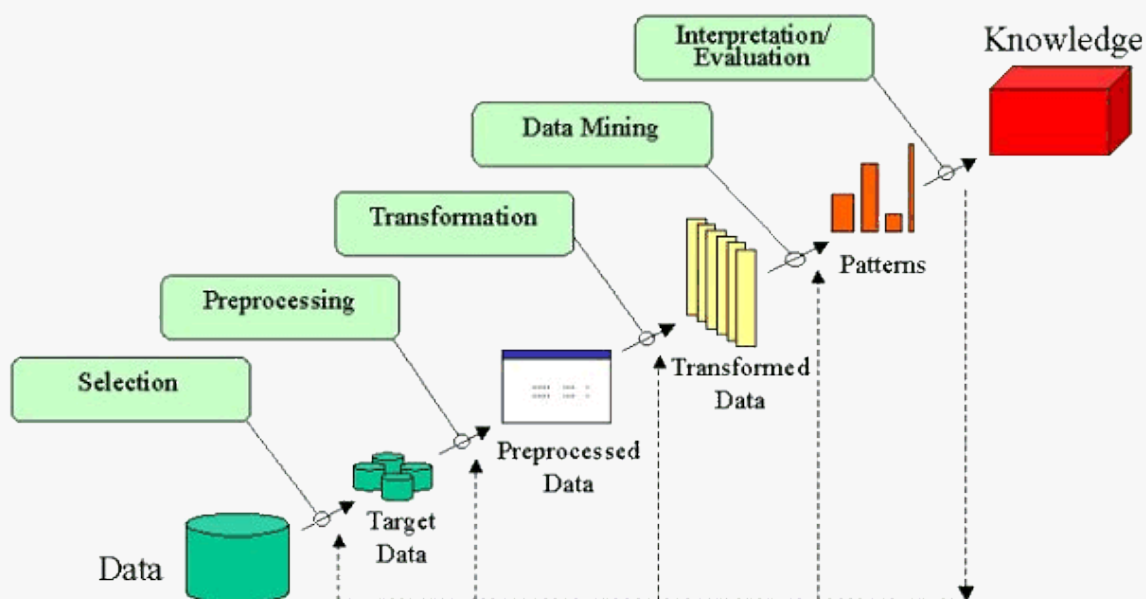 Interpretation/
Evaluation
Knowledge
Data Mining
Transformation
Patterns
Preprocessing
Transformed
Data
Selection
Preprocessed
Data
Target
Data
Data